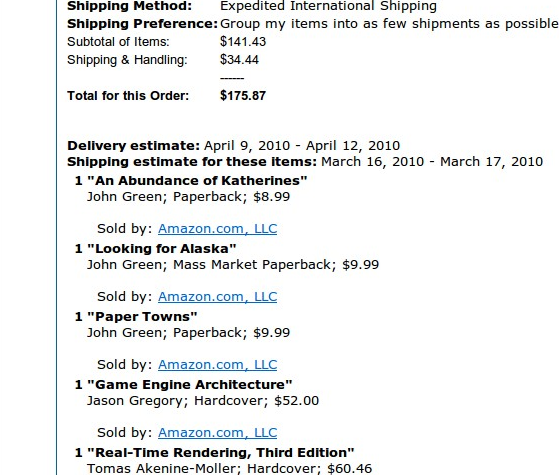 Shipping Method: Expedited International Shipping
Shipping Preference: Group my items into as few shipments as possible
Subtotal of Items: $141.43
Shipping & Handling: $34.44
------
Total for this Order: $175.87
Delivery estimate: April 9, 2010 - April 12, 2010
Shipping estimate for these items: March 16, 2010 - March 17, 2010
1 "An Abundance of Katherines"
John Green; Paperback; $8.99
Sold by: Amazon.com, LLC
1 "Looking for Alaska"
John Green; Mass Market Paperback; $9.99
Sold by: Amazon.com, LLC
1 "Paper Towns"
John Green; Paperback; $9.99
Sold by: Amazon.com, LLC
1 "Game Engine Architecture"
Jason Gregory; Hardcover; $52.00
Sold by: Amazon.com, LLC
1 "Real-Time Rendering, Third Edition"
Tomas Akenine-Moller; Hardcover; $60.46